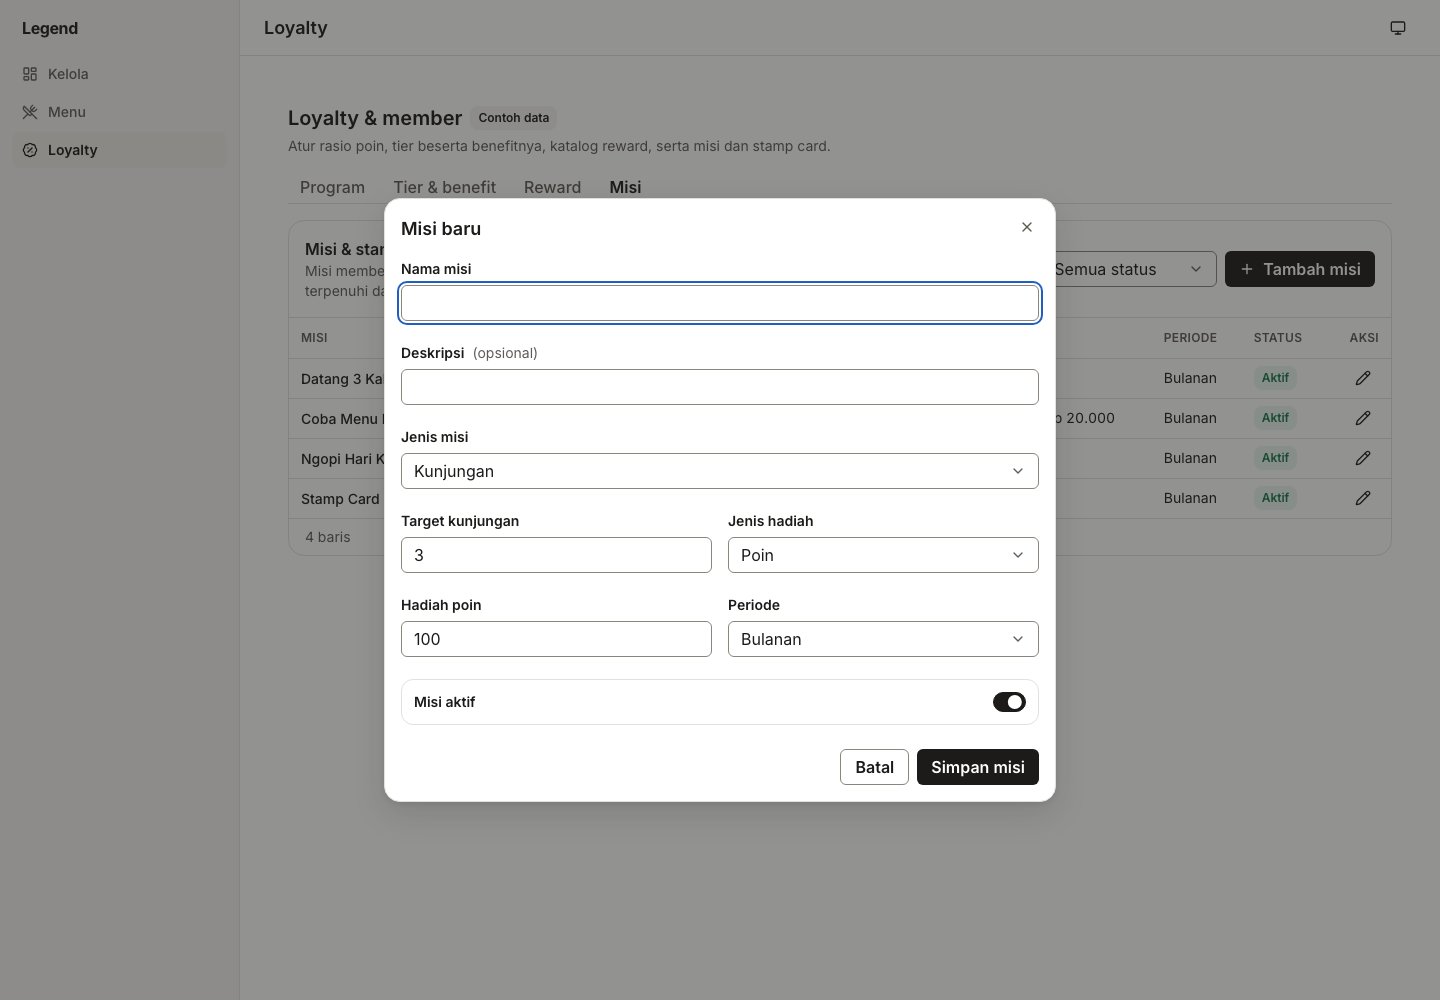 Legend
Loyalty
Kelola
Menu
Loyalty
Loyalty & member Contoh data
Atur rasio poin, tier beserta benefitnya, katalog reward, serta misi dan stamp card.
Program Tier & benefit Reward Misi
Misi & star
Misi membe
terpenuhi da
Semua status
+ Tambah misi
MISI PERIODE STATUS AKSI
Datang 3 Ka Bulanan Aktif
Coba Menu 20.000 Bulanan Aktif
Ngopi Hari K Bulanan Aktif
Stamp Card Bulanan Aktif
4 baris
Misi baru
Nama misi
Deskripsi (opsional)
Jenis misi
Kunjungan
Target kunjungan Jenis hadiah
3 Poin
Hadiah poin Periode
100 Bulanan
Misi aktif
Batal Simpan misi